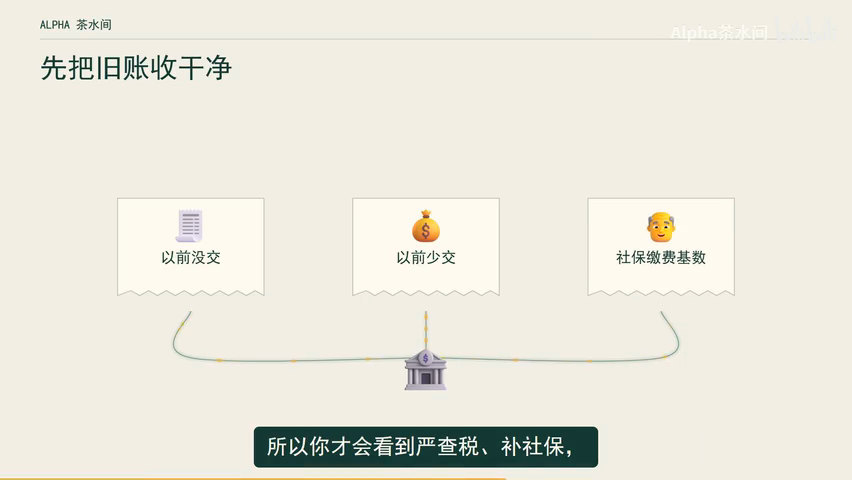 ALPHA 茶水间
Alpha茶水间
先把旧账收干净
以前没交
以前少交
社保缴费基数
所以你才会看到严查税、补社保，